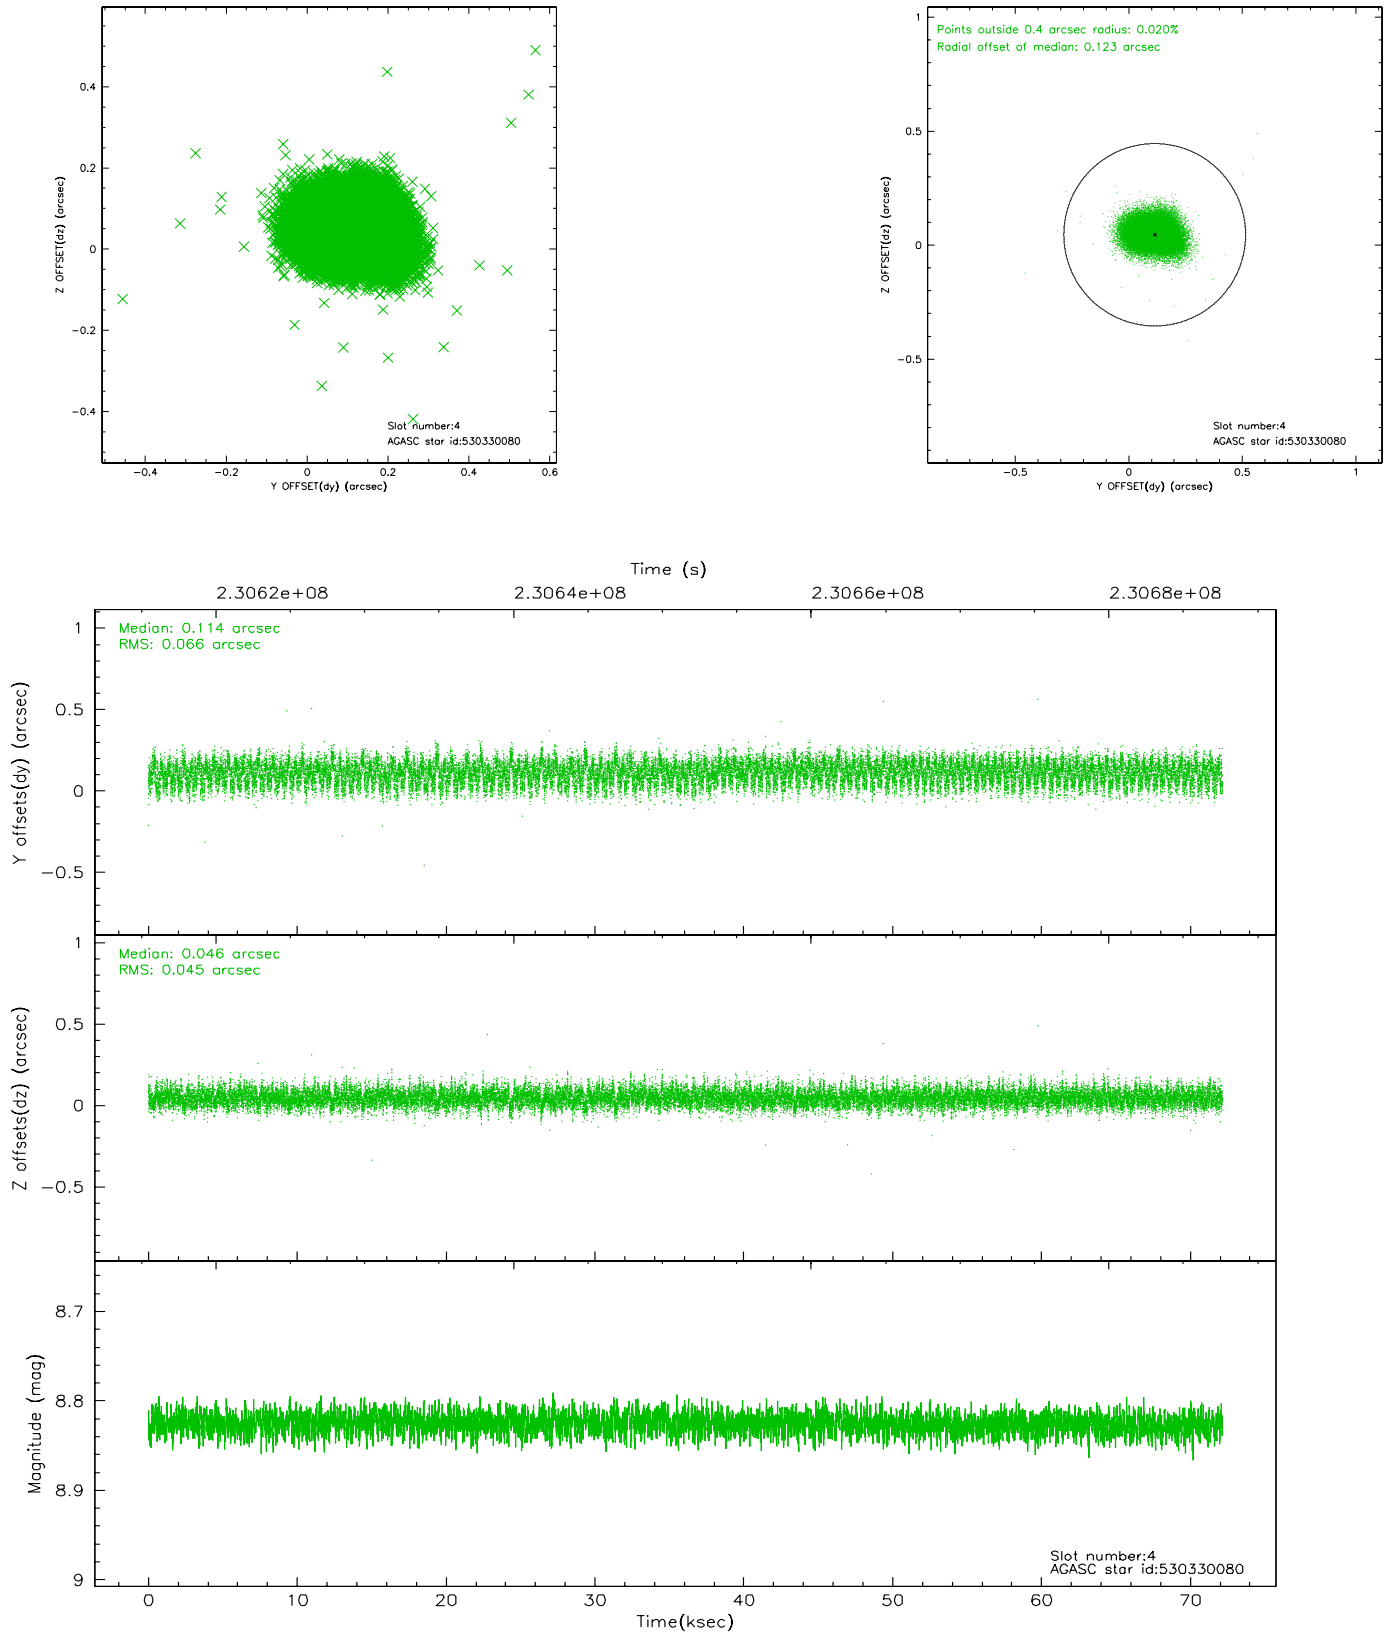 0.4
0.2
0
-0.2
-0.4
Z OFFSET(dz) (arcsec)
Slot number:4
AGASC star id:530330080
-0.4 -0.2 0 0.2 0.4 0.6
Y OFFSET(dy) (arcsec)
Points outside 0.4 arcsec radius: 0.020%
Radial offset of median: 0.123 arcsec
1
0.5
0
-0.5
Z OFFSET(dz) (arcsec)
Slot number:4
AGASC star id:530330080
-0.5 0 0.5 1
Y OFFSET(dy) (arcsec)
Time (s)
2.3062e+08 2.3064e+08 2.3066e+08 2.3068e+08
Median: 0.114 arcsec
RMS: 0.066 arcsec
1
0.5
0
-0.5
Y offsets(dy) (arcsec)
Median: 0.046 arcsec
RMS: 0.045 arcsec
1
0.5
0
-0.5
Z offsets(dz) (arcsec)
8.7
8.8
8.9
9
Magnitude (mag)
Slot number:4
AGASC star id:530330080
0 10 20 30 40 50 60 70
Time(ksec)